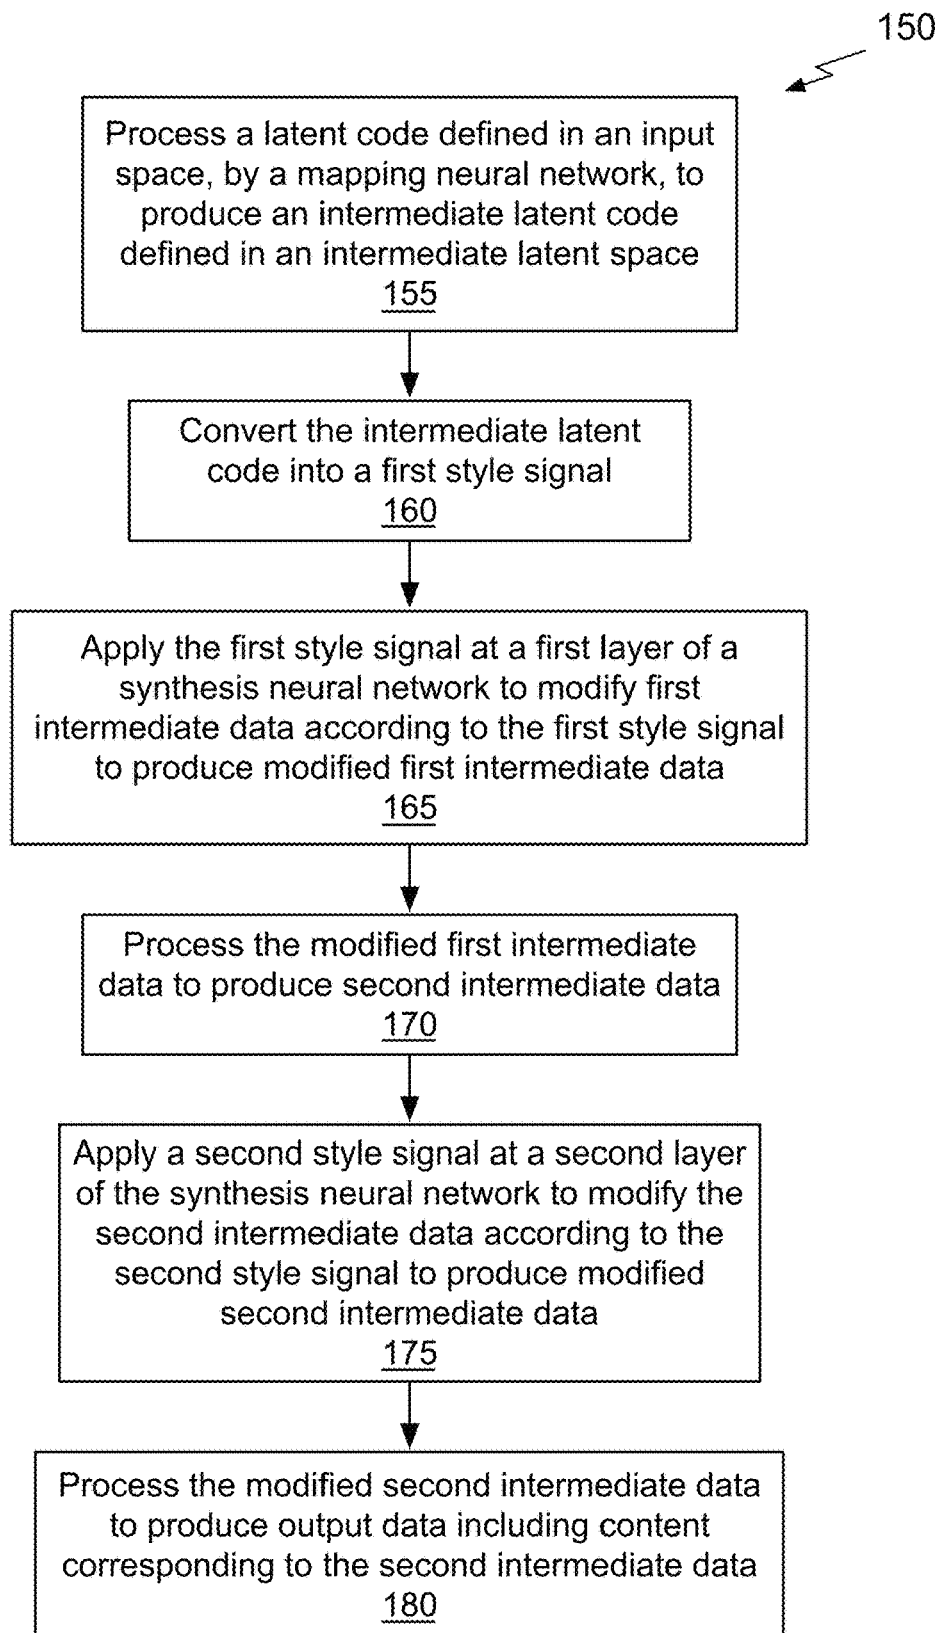 150
Process a latent code defined in an input
space, by a mapping neural network, to
produce an intermediate latent code
defined in an intermediate latent space
155
Convert the intermediate latent
code into a first style signal
160
Apply the first style signal at a first layer of a
synthesis neural network to modify first
intermediate data according to the first style signal
to produce modified first intermediate data
165
Process the modified first intermediate
data to produce second intermediate data
170
Apply a second style signal at a second layer
of the synthesis neural network to modify the
second intermediate data according to the
second style signal to produce modified
second intermediate data
175
Process the modified second intermediate data
to produce output data including content
corresponding to the second intermediate data
180